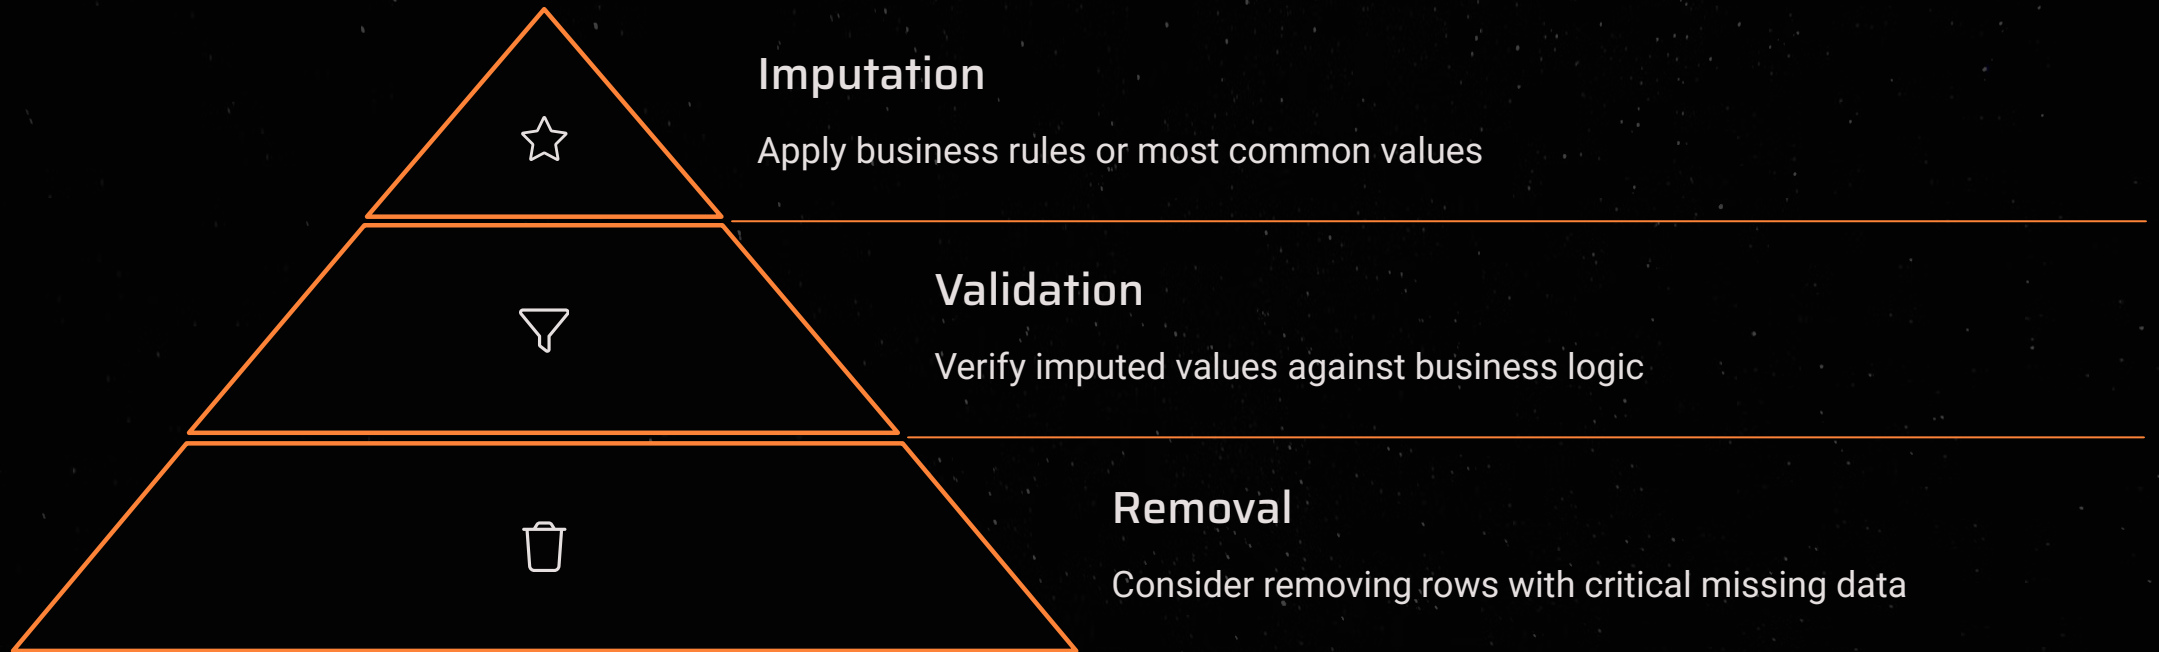 Imputation
Apply business rules or most common values
Validation
Verify imputed values against business logic
Removal
Consider removing rows with critical missing data